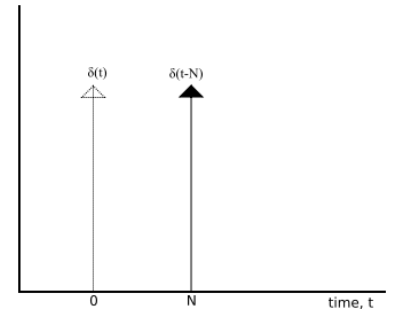 δ(t) δ(t-N)
0 N time, t